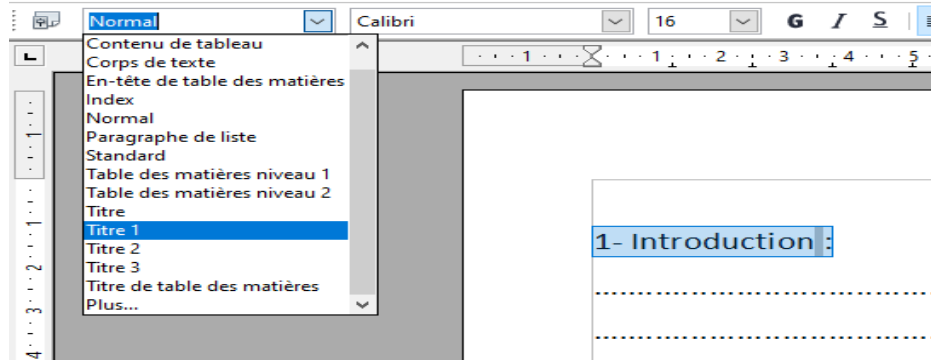 Normal Calibri 16 G I S
L 1 1 2 3 4 5
Contenu de tableau
Corps de texte
En-tête de table des matières
Index
Normal
Paragraphe de liste
Standard
Table des matières niveau 1
Table des matières niveau 2
Titre
Titre 1
Titre 2
Titre 3
Titre de table des matières
Plus...
1
1
2
3
4
1- Introduction :
................................
................................